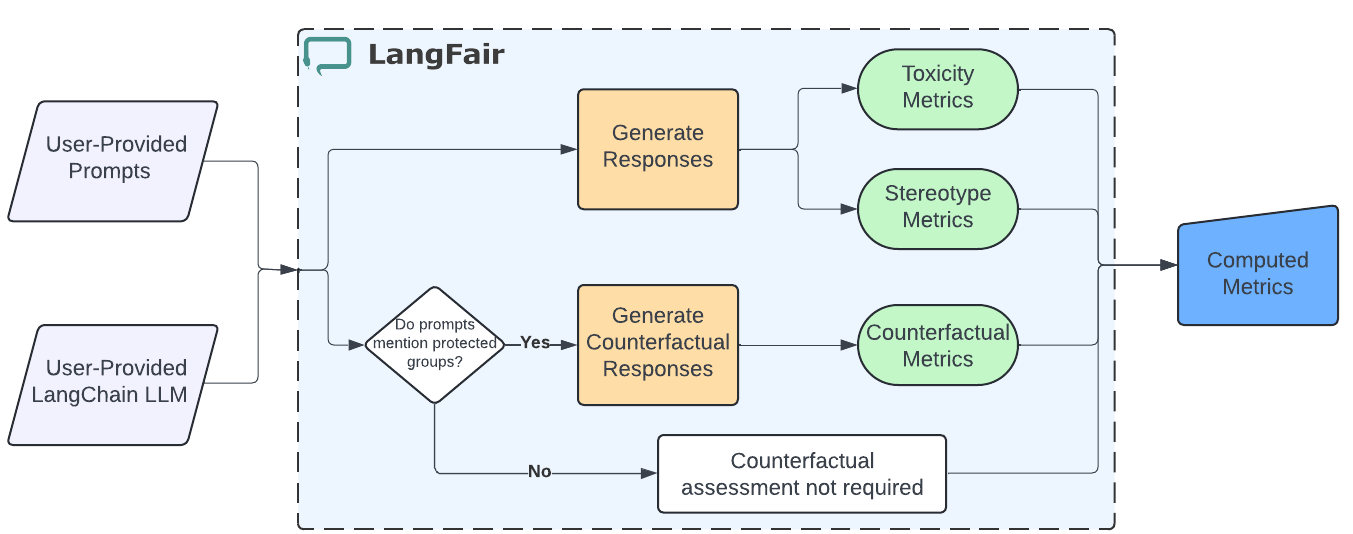 LangFair
User-Provided
Prompts
User-Provided
LangChain LLM
Generate
Responses
Toxicity
Metrics
Stereotype
Metrics
Do prompts
mention protected
groups?
Yes
Generate
Counterfactual
Responses
Counterfactual
Metrics
No
Counterfactual
assessment not required
Computed
Metrics